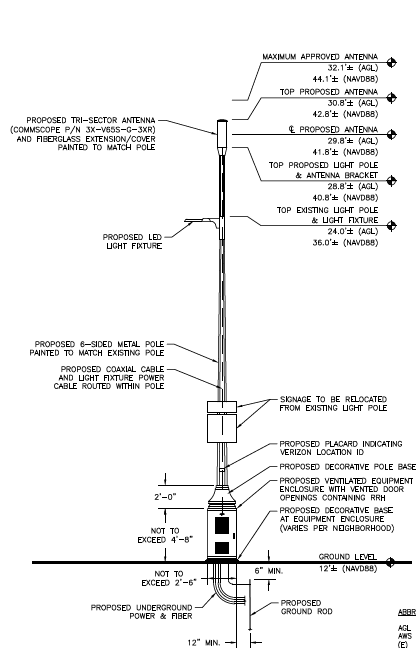 MAXIMUM APPROVED ANTENNA
32.1'± (AGL)
44.1'± (NAVD88)
TOP PROPOSED ANTENNA
30.8'± (AGL)
42.8'± (NAVD88)
PROPOSED TRI-SECTOR ANTENNA
(COMMSCOPE P/N 3X-V65S-G-3XR)
AND FIBERGLASS EXTENSION/COVER
PAINTED TO MATCH POLE
℄ PROPOSED ANTENNA
29.8'± (AGL)
41.8'± (NAVD88)
TOP PROPOSED LIGHT POLE
& ANTENNA BRACKET
28.8'± (AGL)
40.8'± (NAVD88)
TOP EXISTING LIGHT POLE
& LIGHT FIXTURE
24.0'± (AGL)
36.0'± (NAVD88)
PROPOSED LED
LIGHT FIXTURE
PROPOSED 6-SIDED METAL POLE
PAINTED TO MATCH EXISTING POLE
PROPOSED COAXIAL CABLE
AND LIGHT FIXTURE POWER
CABLE ROUTED WITHIN POLE
SIGNAGE TO BE RELOCATED
FROM EXISTING LIGHT POLE
PROPOSED PLACARD INDICATING
VERIZON LOCATION ID
PROPOSED DECORATIVE POLE BASE
PROPOSED VENTILATED EQUIPMENT
ENCLOSURE WITH VENTED DOOR
OPENINGS CONTAINING RRH
2'-0"
PROPOSED DECORATIVE BASE
AT EQUIPMENT ENCLOSURE
(VARIES PER NEIGHBORHOOD)
NOT TO
EXCEED 4'-8"
GROUND LEVEL
12'± (NAVD88)
NOT TO
EXCEED 2'-6"
6" MIN.
PROPOSED UNDERGROUND
POWER & FIBER
PROPOSED
GROUND ROD
12" MIN.
ABBR
AGL
AWS
(E)